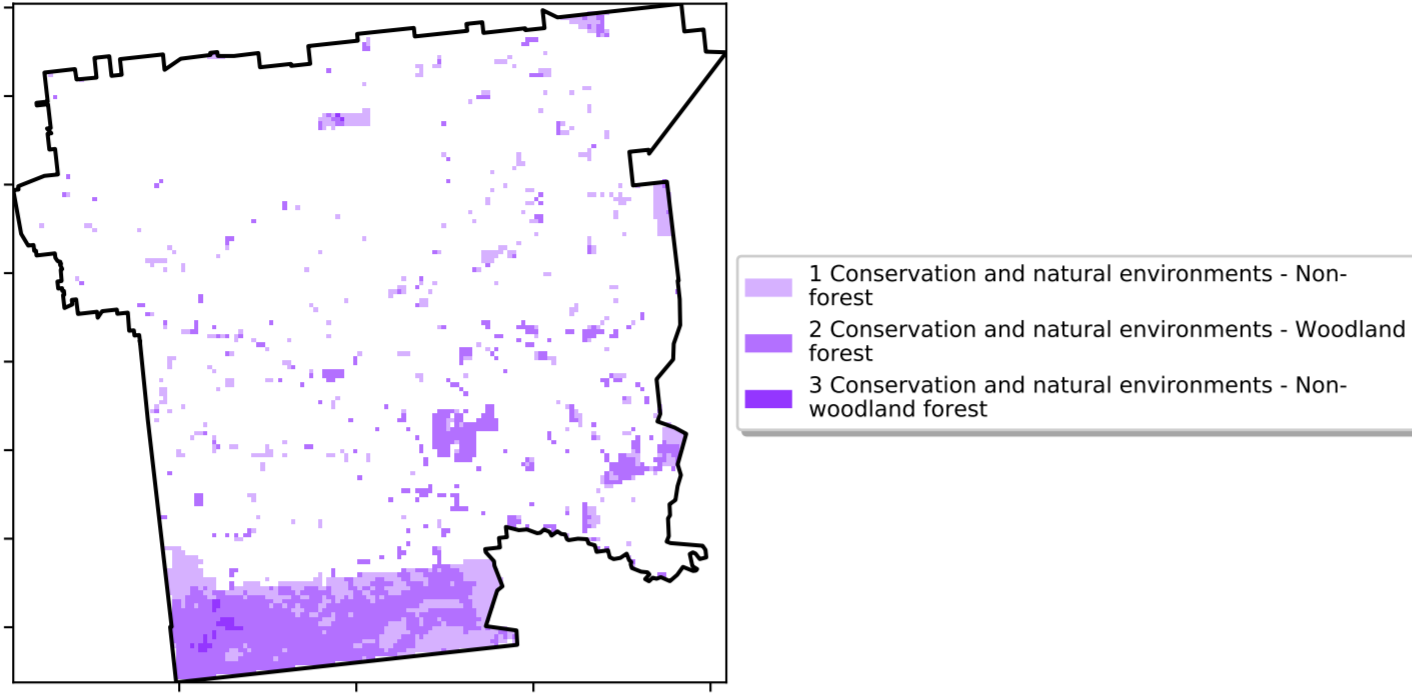 1 Conservation and natural environments - Non-
forest
2 Conservation and natural environments - Woodland
forest
3 Conservation and natural environments - Non-
woodland forest